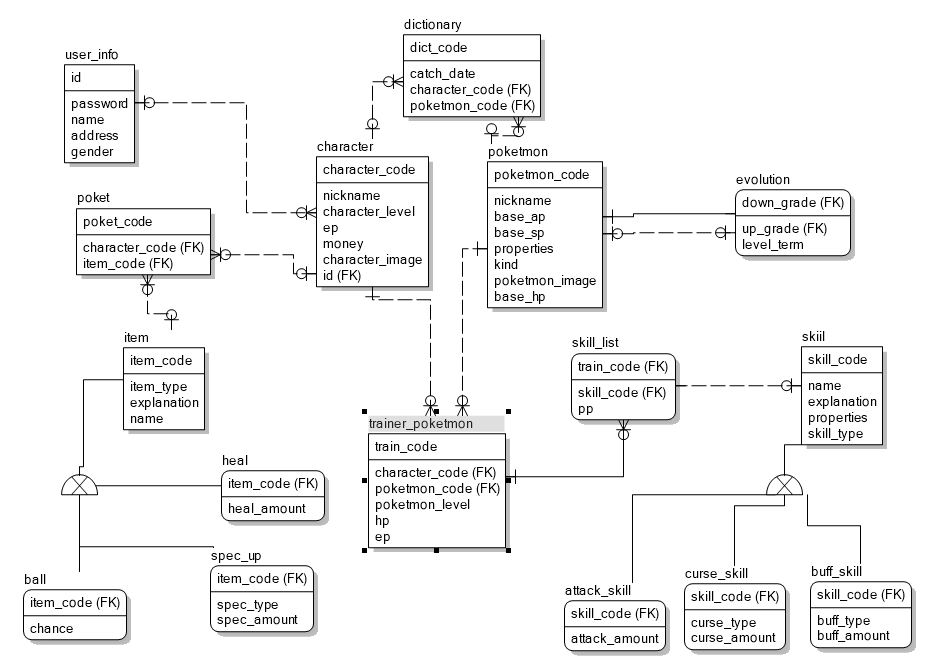 dictionary
dict_code
catch_date
character_code (FK)
poketmon_code (FK)
user_info
id
password
name
address
gender
character
character_code
nickname
character_level
ep
money
character_image
id (FK)
poketmon
poketmon_code
nickname
base_ap
base_sp
properties
kind
poketmon_image
base_hp
evolution
down_grade (FK)
up_grade (FK)
level_term
poket
poket_code
character_code (FK)
item_code (FK)
item
item_code
item_type
explanation
name
skill_list
train_code (FK)
skill_code (FK)
pp
skiil
skill_code
name
explanation
properties
skill_type
trainer_poketmon
train_code
character_code (FK)
poketmon_code (FK)
poketmon_level
hp
ep
heal
item_code (FK)
heal_amount
spec_up
item_code (FK)
spec_type
spec_amount
ball
item_code (FK)
chance
attack_skill
skill_code (FK)
attack_amount
curse_skill
skill_code (FK)
curse_type
curse_amount
buff_skill
skill_code (FK)
buff_type
buff_amount